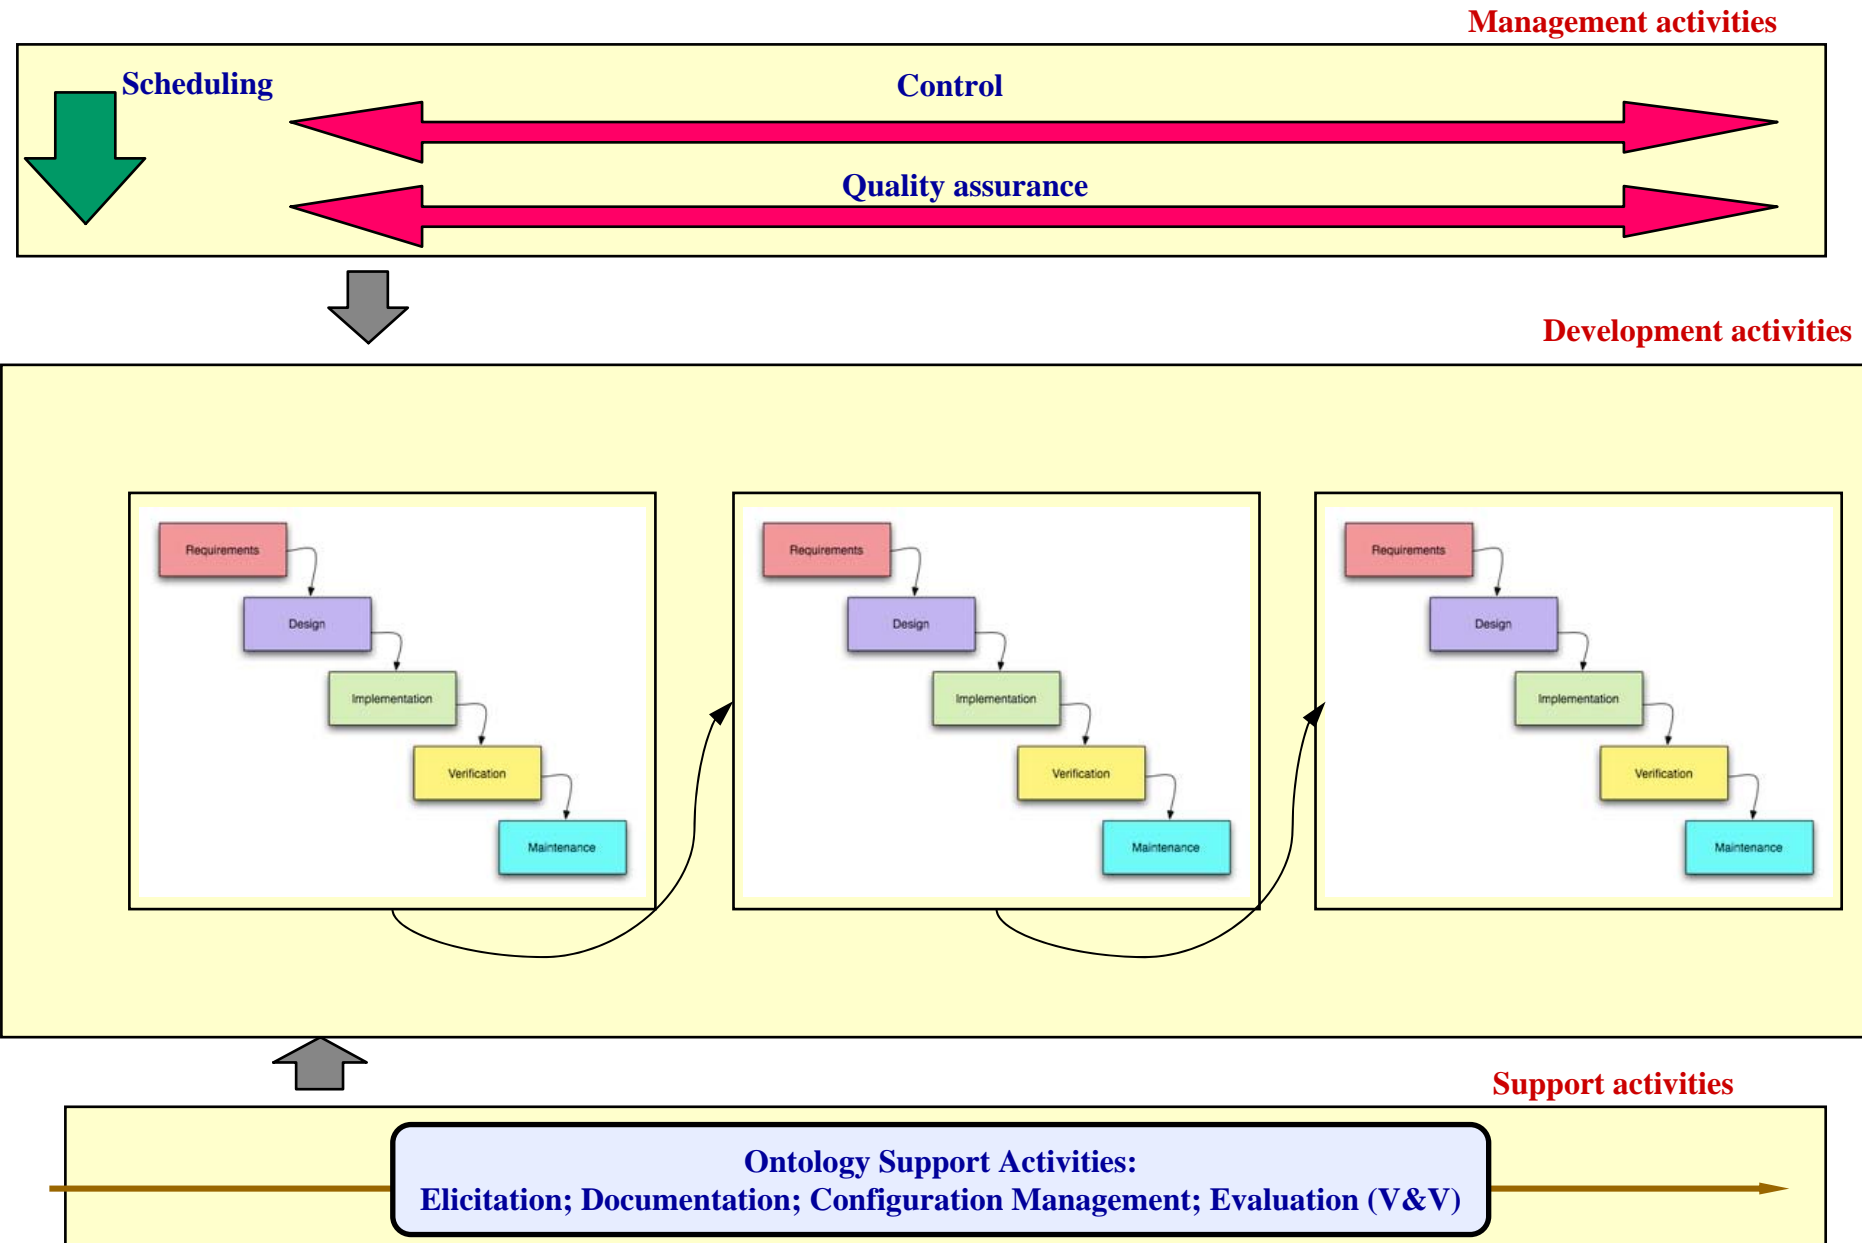 Management activities
Scheduling
Control
Quality assurance
Development activities
Requirements
Design
Implementation
Verification
Maintenance
Requirements
Design
Implementation
Verification
Maintenance
Requirements
Design
Implementation
Verification
Maintenance
Support activities
Ontology Support Activities:
Elicitation; Documentation; Configuration Management; Evaluation (V&V)